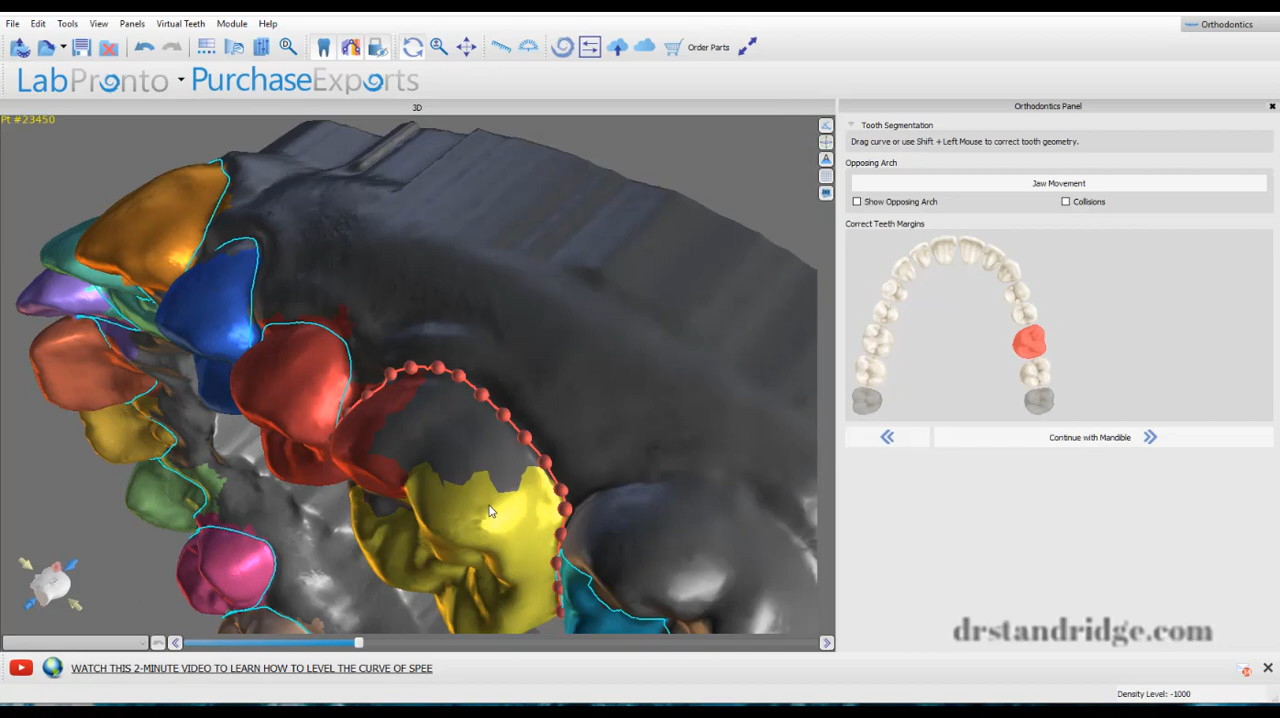 File Edit Tools View Panels Virtual Teeth Module Help
Orthodontics
Order Parts
LabPronto PurchaseExports
3D
Pt #23450
Orthodontics Panel
Tooth Segmentation
Drag curve or use Shift + Left Mouse to correct tooth geometry.
Opposing Arch
Jaw Movement
Show Opposing Arch Collisions
Correct Teeth Margins
Continue with Mandible
drstandridge.com
WATCH THIS 2-MINUTE VIDEO TO LEARN HOW TO LEVEL THE CURVE OF SPEE
Density Level: -1000